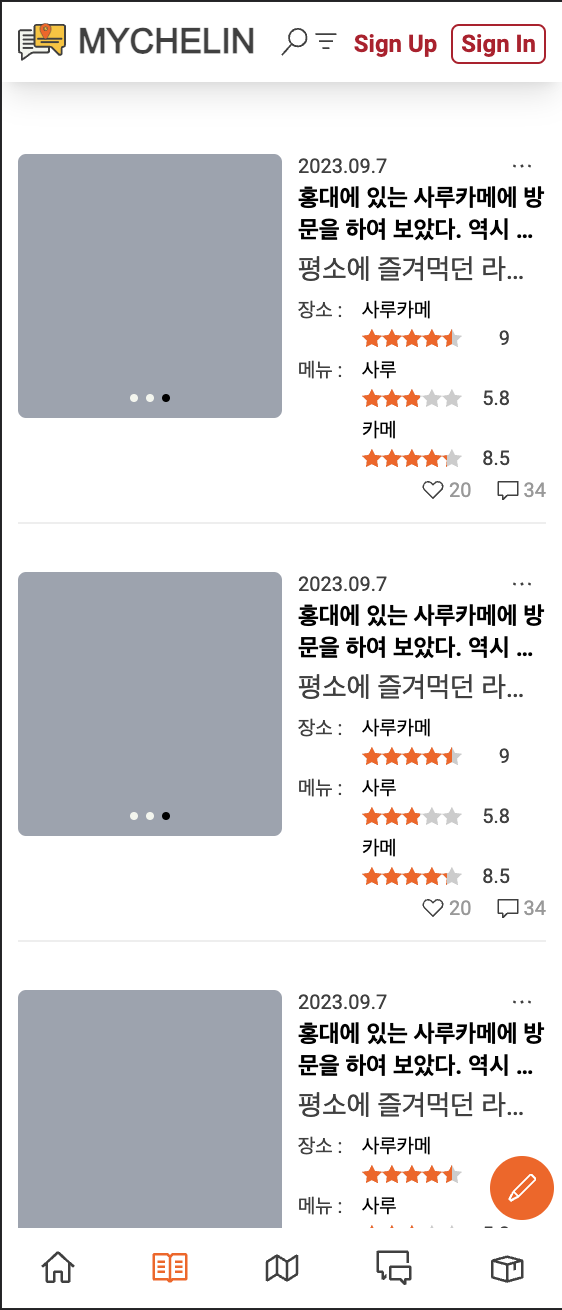 MYCHELIN
Sign Up
Sign In
2023.09.7
홍대에 있는 사루카메에 방
문을 하여 보았다. 역시 ...
평소에 즐겨먹던 라...
장소 : 사루카메
9
메뉴 : 사루
5.8
카메
8.5
20 34
2023.09.7
홍대에 있는 사루카메에 방
문을 하여 보았다. 역시 ...
평소에 즐겨먹던 라...
장소 : 사루카메
9
메뉴 : 사루
5.8
카메
8.5
20 34
2023.09.7
홍대에 있는 사루카메에 방
문을 하여 보았다. 역시 ...
평소에 즐겨먹던 라...
장소 : 사루카메
메뉴 : 사루